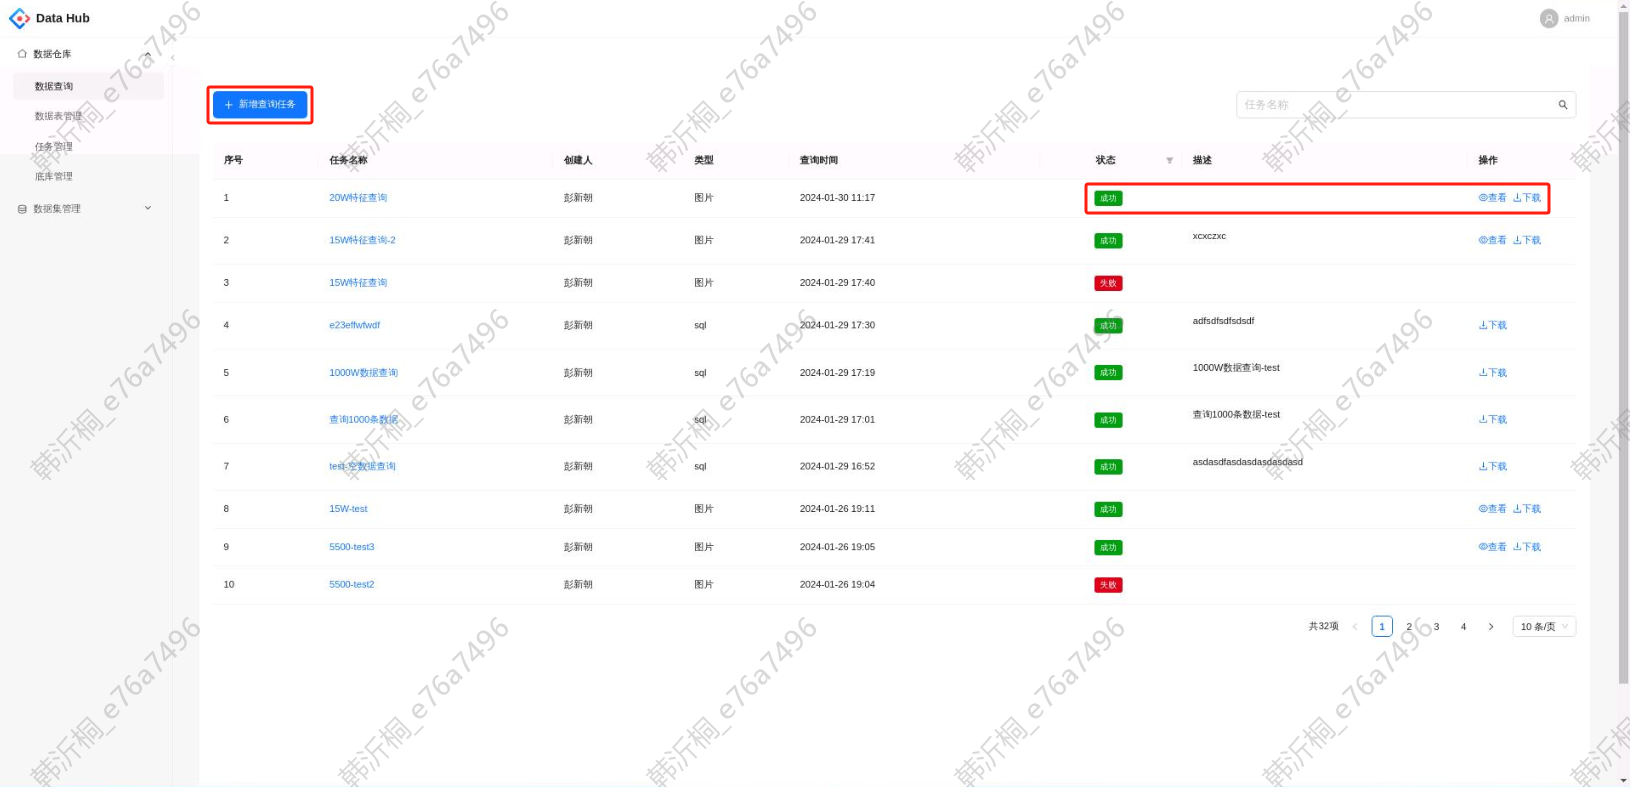 Data Hub
admin
数据仓库
数据查询
数据表管理
任务管理
底库管理
数据集管理
+ 新增查询任务
任务名称
序号 任务名称 创建人 类型 查询时间 状态 描述 操作
1 20W特征查询 彭新朝 图片 2024-01-30 11:17 成功 查看 下载
2 15W特征查询-2 彭新朝 图片 2024-01-29 17:41 成功 xcxczxc 查看 下载
3 15W特征查询 彭新朝 图片 2024-01-29 17:40 失败
4 e23effwfwdf 彭新朝 sql 2024-01-29 17:30 成功 adfsdfsdfsdsdf 下载
5 1000W数据查询 彭新朝 sql 2024-01-29 17:19 成功 1000W数据查询-test 下载
6 查询1000条数据 彭新朝 sql 2024-01-29 17:01 成功 查询1000条数据-test 下载
7 test-空数据查询 彭新朝 sql 2024-01-29 16:52 成功 asdasdfasdasdasdasdasd 下载
8 15W-test 彭新朝 图片 2024-01-26 19:11 成功 查看 下载
9 5500-test3 彭新朝 图片 2024-01-26 19:05 成功 查看 下载
10 5500-test2 彭新朝 图片 2024-01-26 19:04 失败
共32项 1 2 3 4 10 条/页
韩沂桐_e76a7496